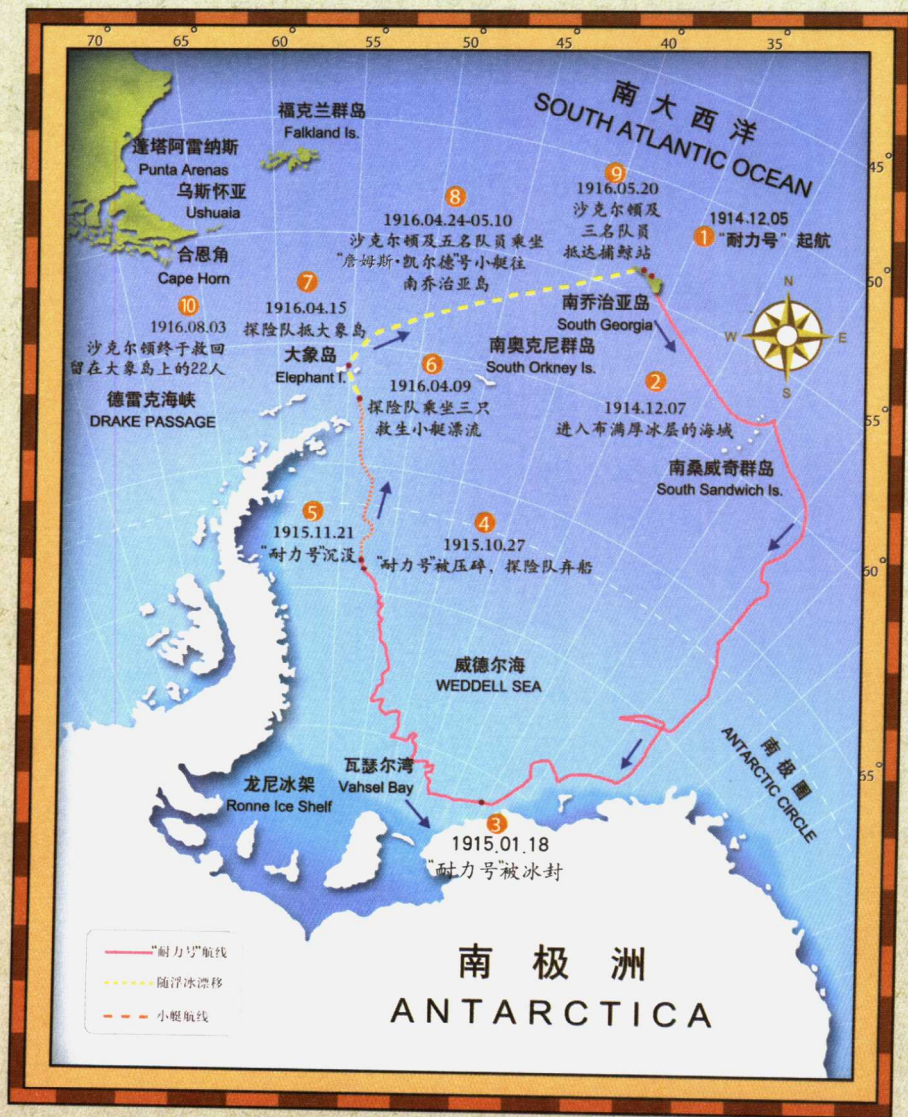 70°
65°
60°
55°
50°
45°
40°
35°
南大西洋
SOUTH ATLANTIC OCEAN
福克兰群岛
Falkland Is.
蓬塔阿雷纳斯
Punta Arenas
乌斯怀亚
Ushuaia
合恩角
Cape Horn
45°
50°
55°
60°
65°
⑨
1916.05.20
沙克尔顿及
三名队员
抵达捕鲸站
⑧
1916.04.24-05.10
沙克尔顿及五名队员乘坐
"詹姆斯·凯尔德"号小艇往
南乔治亚岛
①
1914.12.05
"耐力号"起航
⑦
1916.04.15
探险队抵大象岛
⑩
1916.08.03
沙克尔顿终于救回
留在大象岛上的22人
大象岛
Elephant I.
南乔治亚岛
South Georgia
南奥克尼群岛
South Orkney Is.
N
W
E
S
德雷克海峡
DRAKE PASSAGE
⑥
1916.04.09
探险队乘坐三只
救生小艇漂流
②
1914.12.07
进入布满厚冰层的海域
南桑威奇群岛
South Sandwich Is.
⑤
1915.11.21
"耐力号"沉没
④
1915.10.27
"耐力号"被压碎，探险队弃船
威德尔海
WEDDELL SEA
南极圈
ANTARCTIC CIRCLE
瓦瑟尔湾
Vahsel Bay
龙尼冰架
Ronne Ice Shelf
③
1915.01.18
"耐力号"被冰封
"耐力号"航线
随浮冰漂移
小艇航线
南极洲
ANTARCTICA